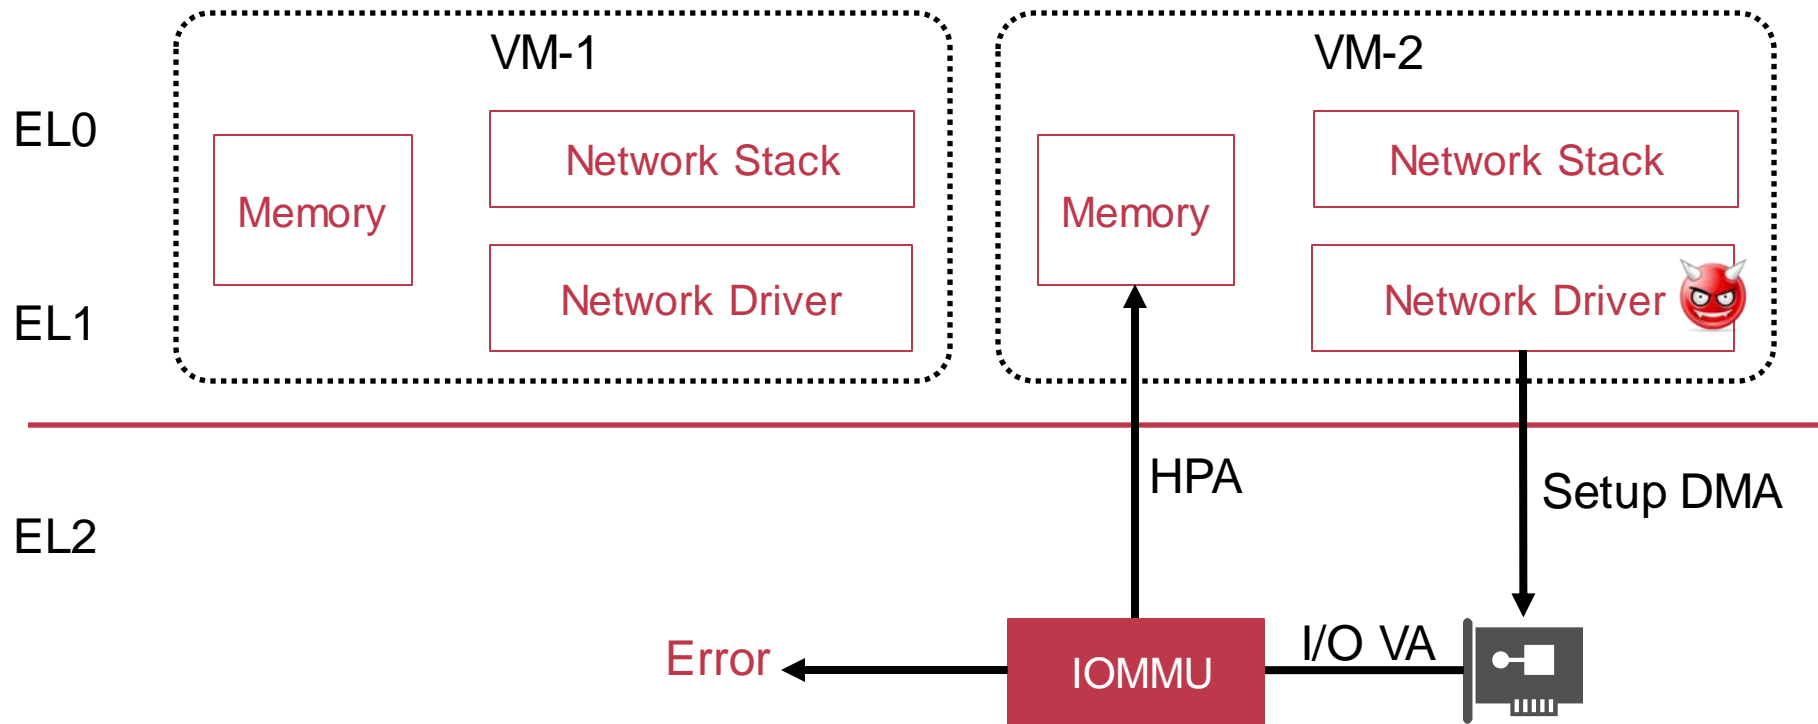 VM-1
VM-2
EL0
Memory
Network Stack
Network Driver
Memory
Network Stack
Network Driver
EL1
HPA
Setup DMA
EL2
Error
IOMMU
I/O VA